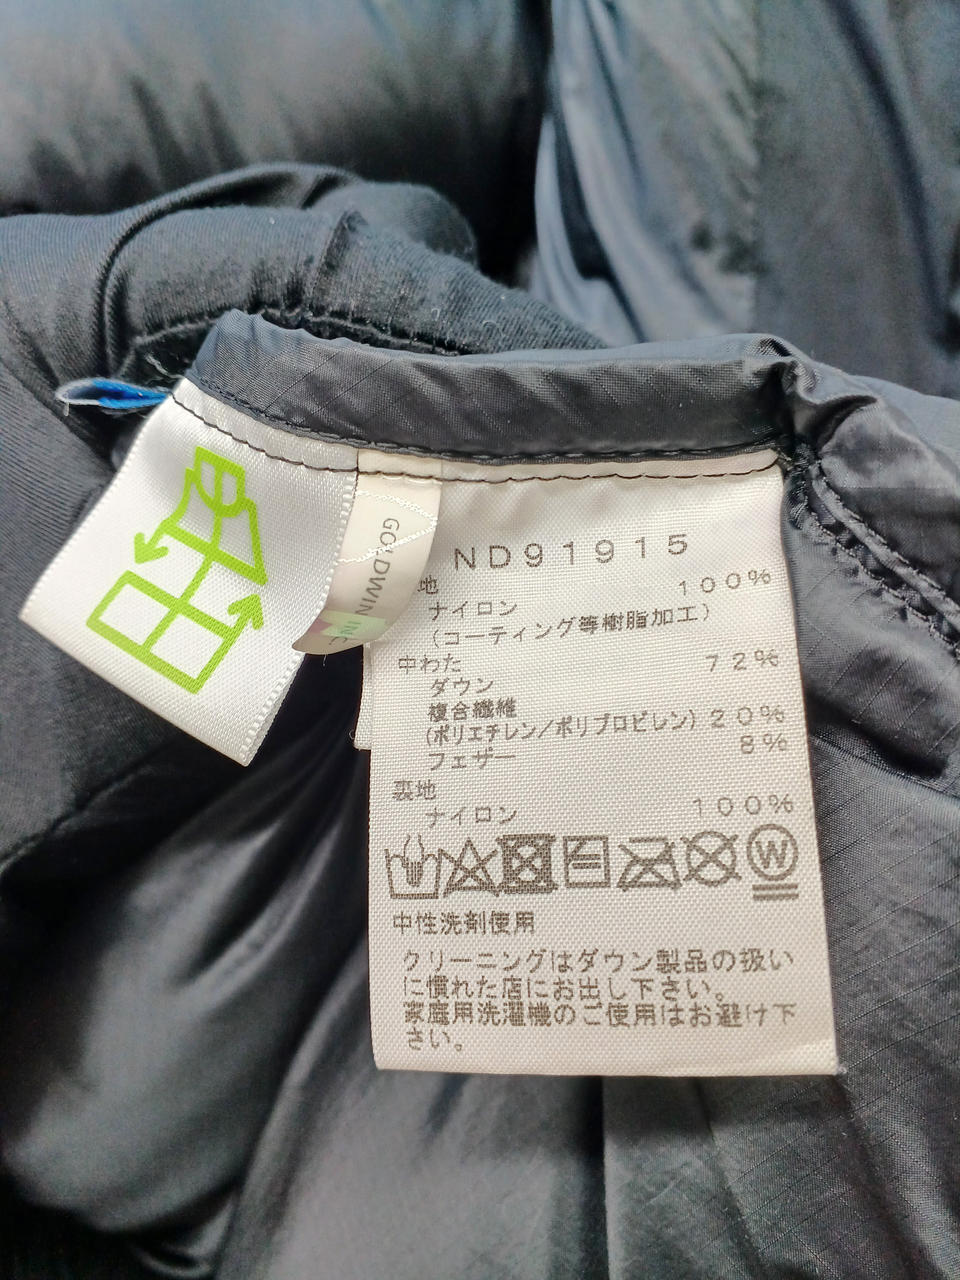 GOLDWIN INC
ND91915
地
ナイロン 100%
(コーティング等樹脂加工)
中わた
ダウン 72%
複合繊維
(ポリエチレン/ポリプロピレン) 20%
フェザー 8%
裏地
ナイロン 100%
W
中性洗剤使用
クリーニングはダウン製品の扱い
に慣れた店にお出し下さい。
家庭用洗濯機のご使用はお避け下
さい。